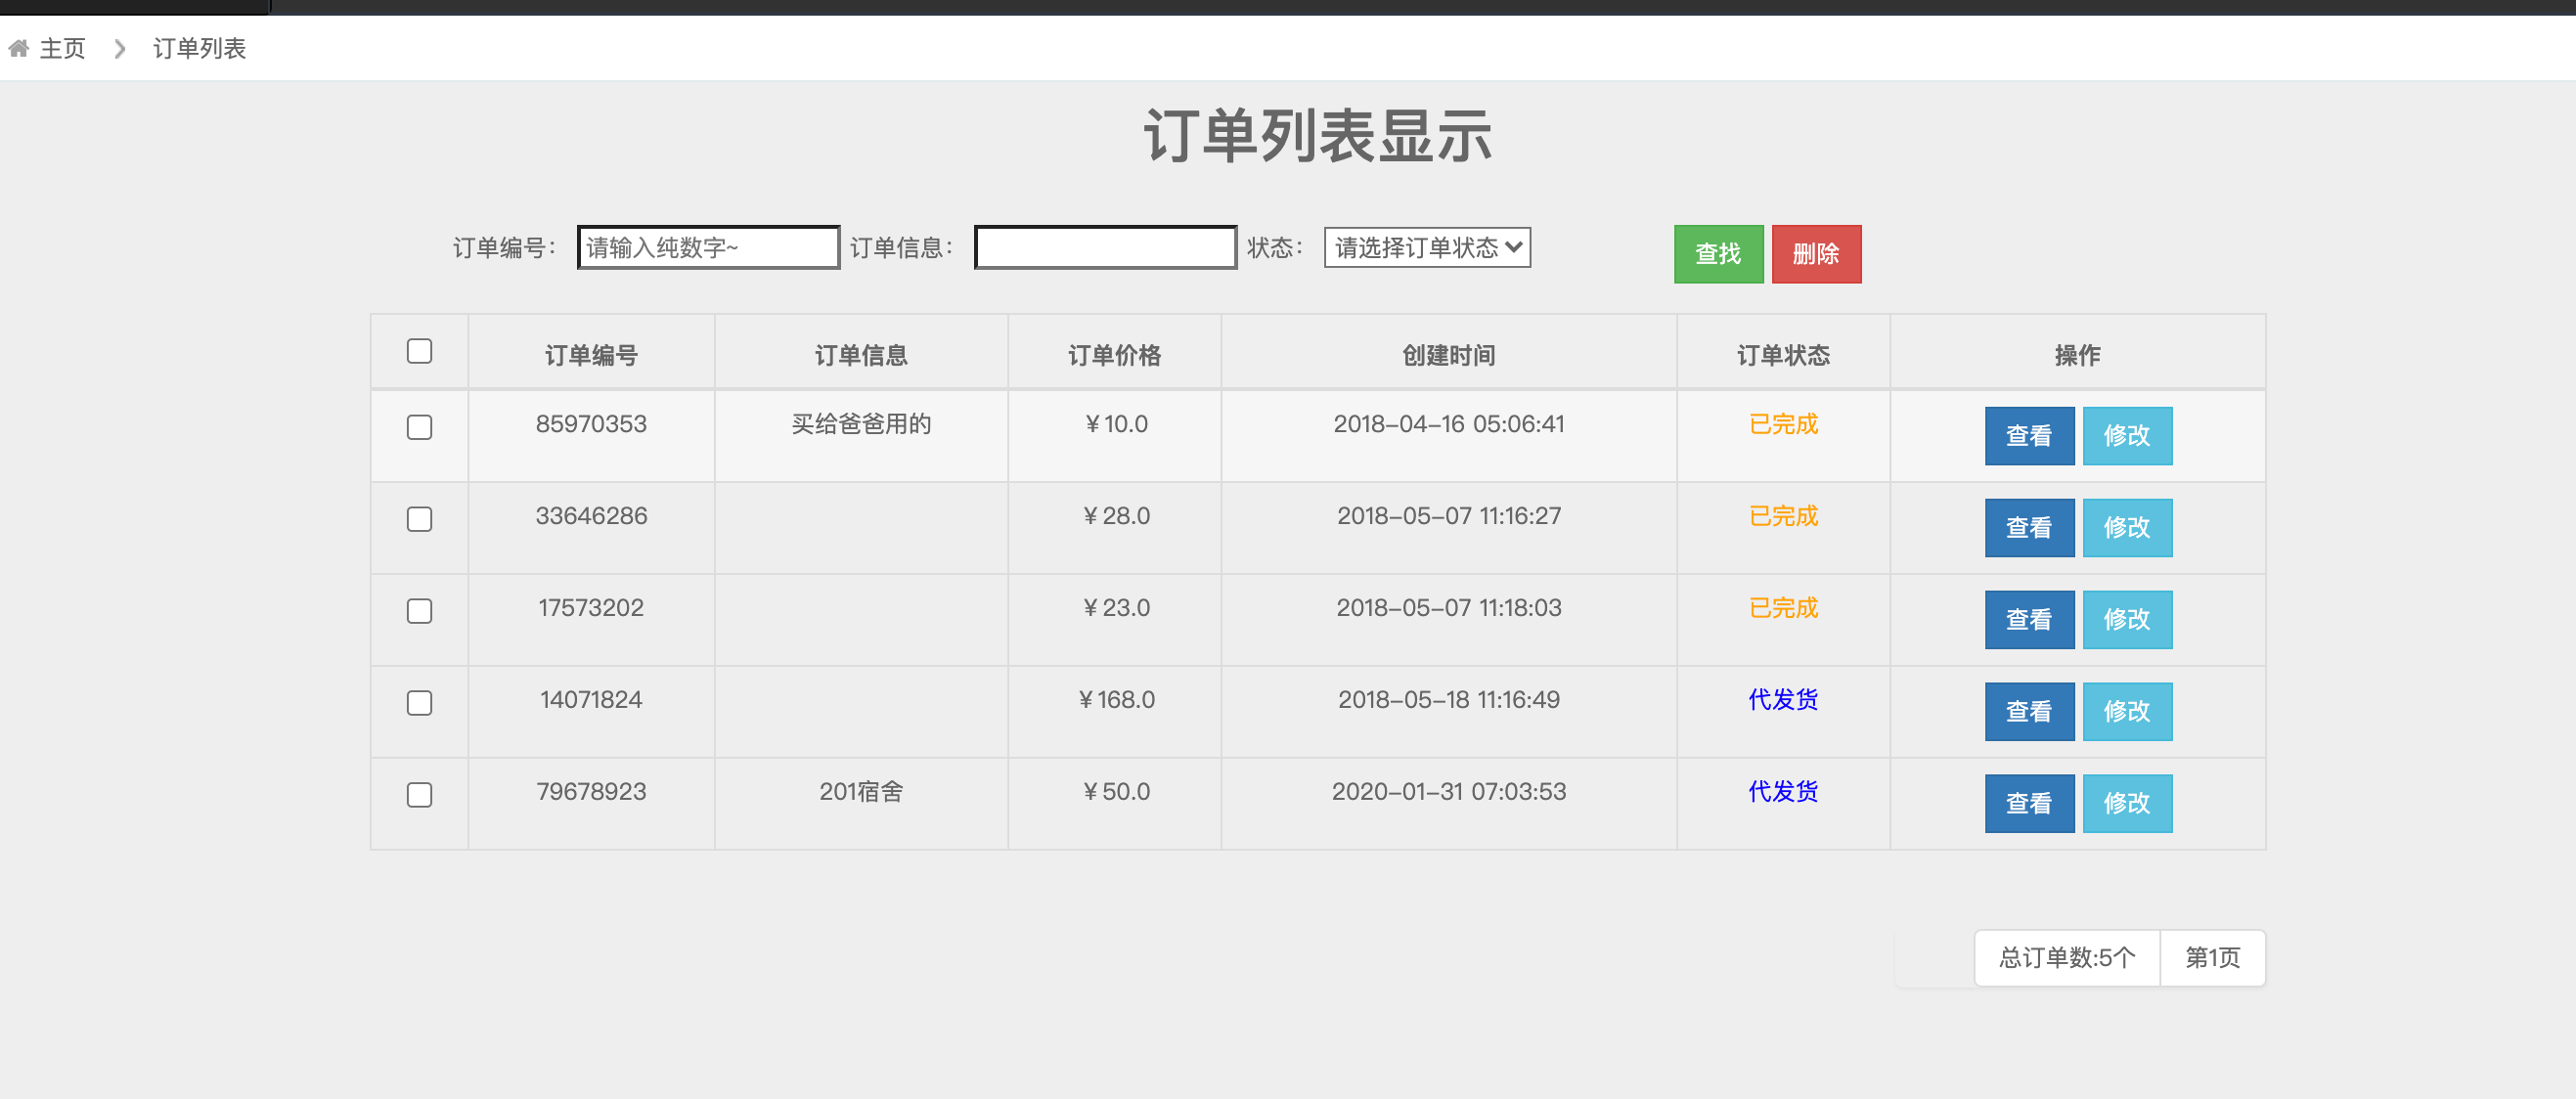 主页 > 订单列表
订单列表显示
订单编号： 请输入纯数字~ 订单信息： 状态： 请选择订单状态 查找 删除
订单编号 订单信息 订单价格 创建时间 订单状态 操作
85970353 买给爸爸用的 ￥10.0 2018-04-16 05:06:41 已完成 查看 修改
33646286 ￥28.0 2018-05-07 11:16:27 已完成 查看 修改
17573202 ￥23.0 2018-05-07 11:18:03 已完成 查看 修改
14071824 ￥168.0 2018-05-18 11:16:49 代发货 查看 修改
79678923 201宿舍 ￥50.0 2020-01-31 07:03:53 代发货 查看 修改
总订单数:5个 第1页